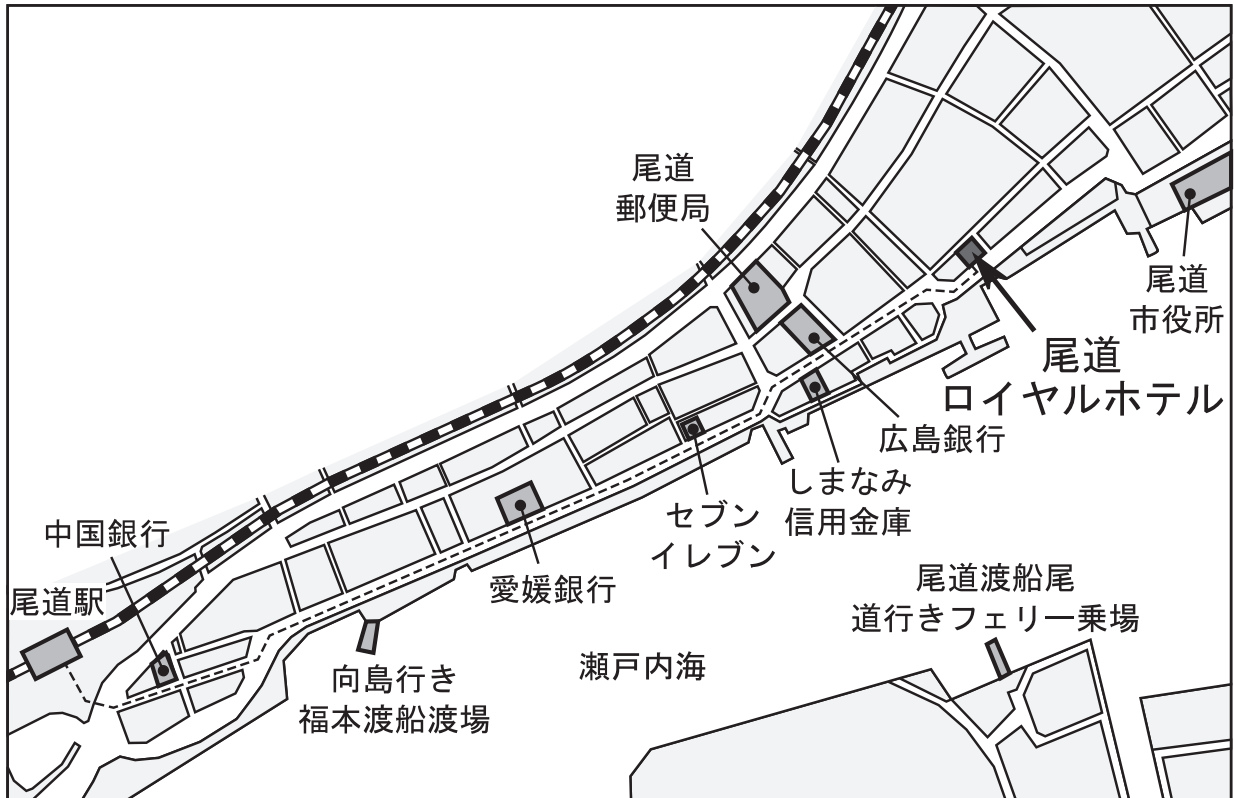 尾道
郵便局
尾道
市役所
尾道
ロイヤルホテル
広島銀行
しまなみ
信用金庫
セブン
イレブン
中国銀行
尾道駅
愛媛銀行
尾道渡船尾
道行きフェリー乗場
瀬戸内海
向島行き
福本渡船渡場